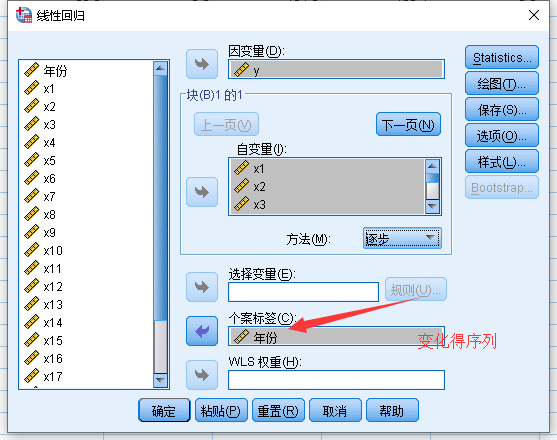 线性回归
年份
x1
x2
x3
x4
x5
x6
x7
x8
x9
x10
x11
x12
x13
x14
x15
x16
x17
因变量(D):
y
块(B)1 的1
上一页(V)
下一页(N)
自变量(I):
x1
x2
x3
方法(M):
逐步
选择变量(E):
规则(U)...
个案标签(C):
年份
变化得序列
WLS 权重(H):
Statistics...
绘图(T)...
保存(S)...
选项(O)...
样式(L)...
Bootstrap...
确定
粘贴(P)
重置(R)
取消
帮助